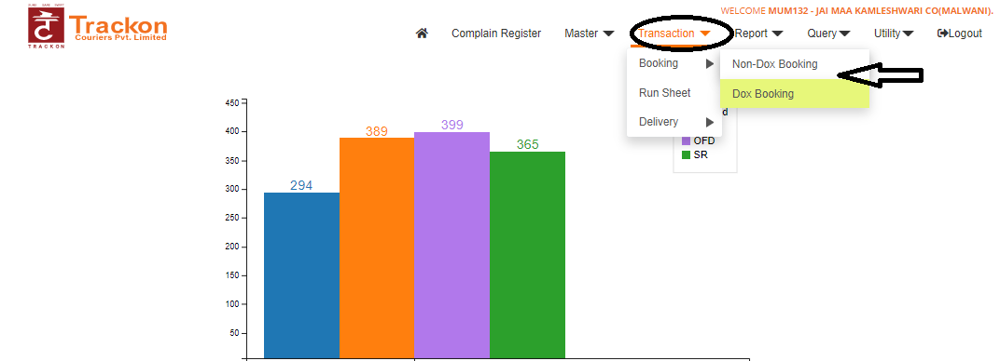 WELCOME MUM132 - JAI MAA KAMLESHWARI CO(MALWANI).
Trackon
Couriers Pvt. Limited
TRACKON
Complain Register Master Transaction Report Query Utility Logout
Booking
Non-Dox Booking
Run Sheet
Dox Booking
Delivery
OFD
SR
450
400
350
300
250
200
150
100
50
294
389
399
365